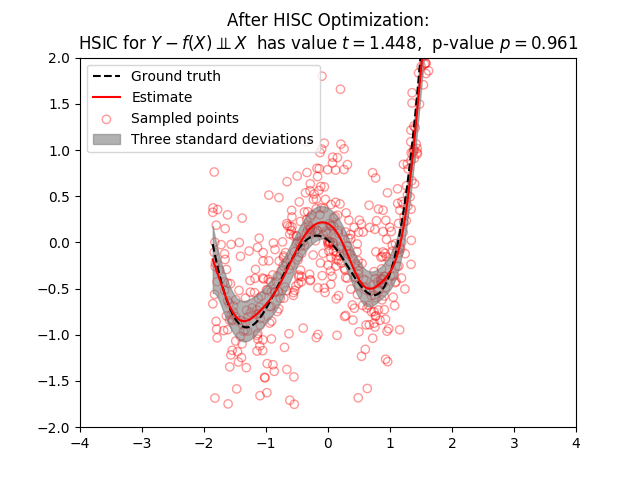 After HISC Optimization:
HSIC for Y − f(X) ⫫ X has value t = 1.448, p-value p = 0.961
Ground truth
Estimate
Sampled points
Three standard deviations
2.0
1.5
1.0
0.5
0.0
−0.5
−1.0
−1.5
−2.0
−4 −3 −2 −1 0 1 2 3 4